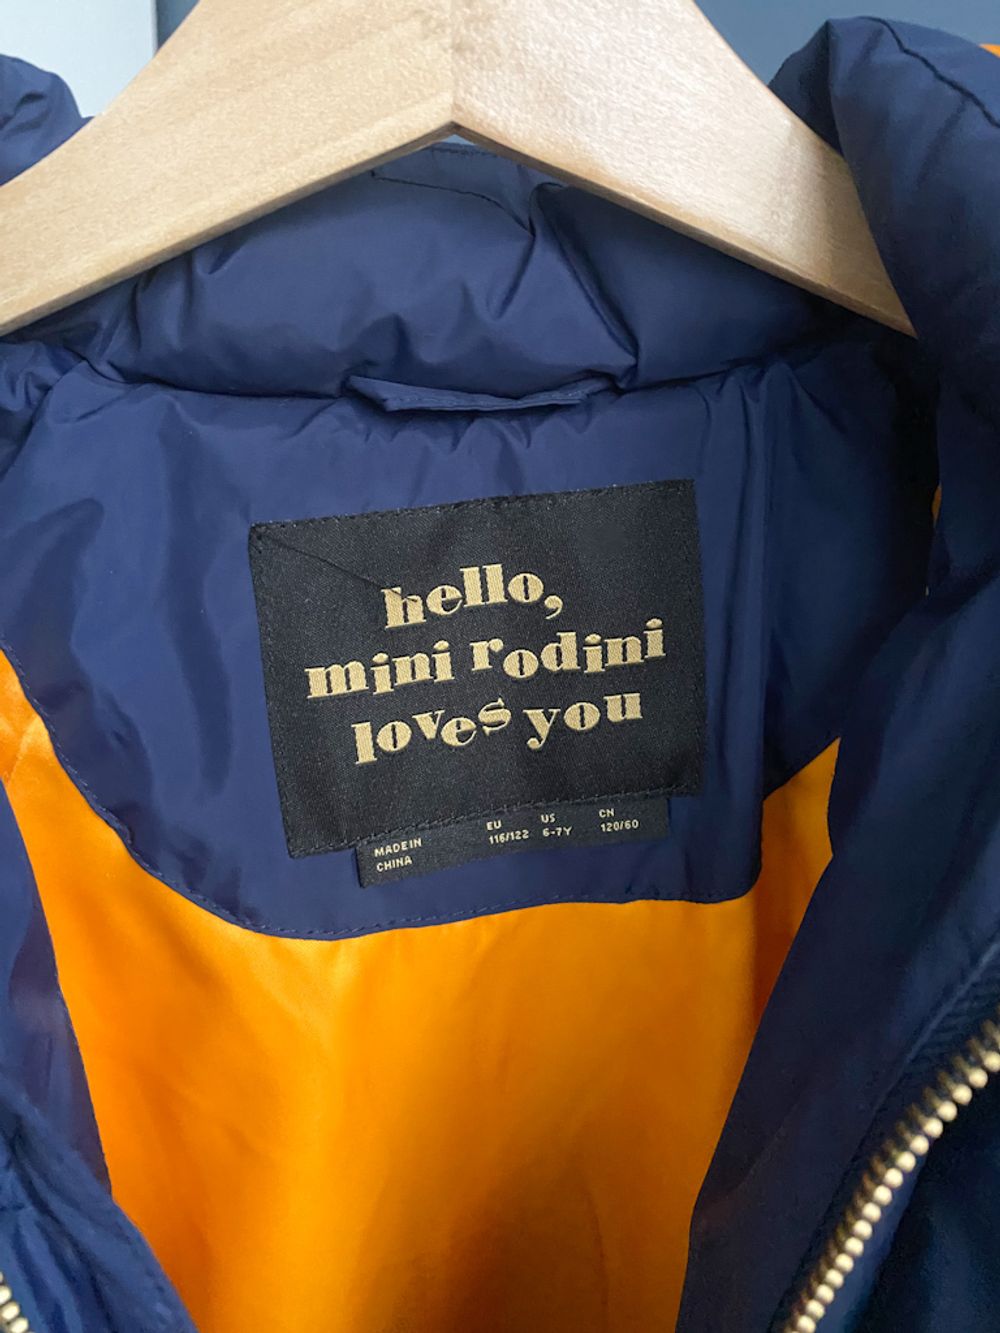 hello,
mini rodini
loves you
MADE IN
CHINA
EU
116/122
US
6-7Y
CN
120/60